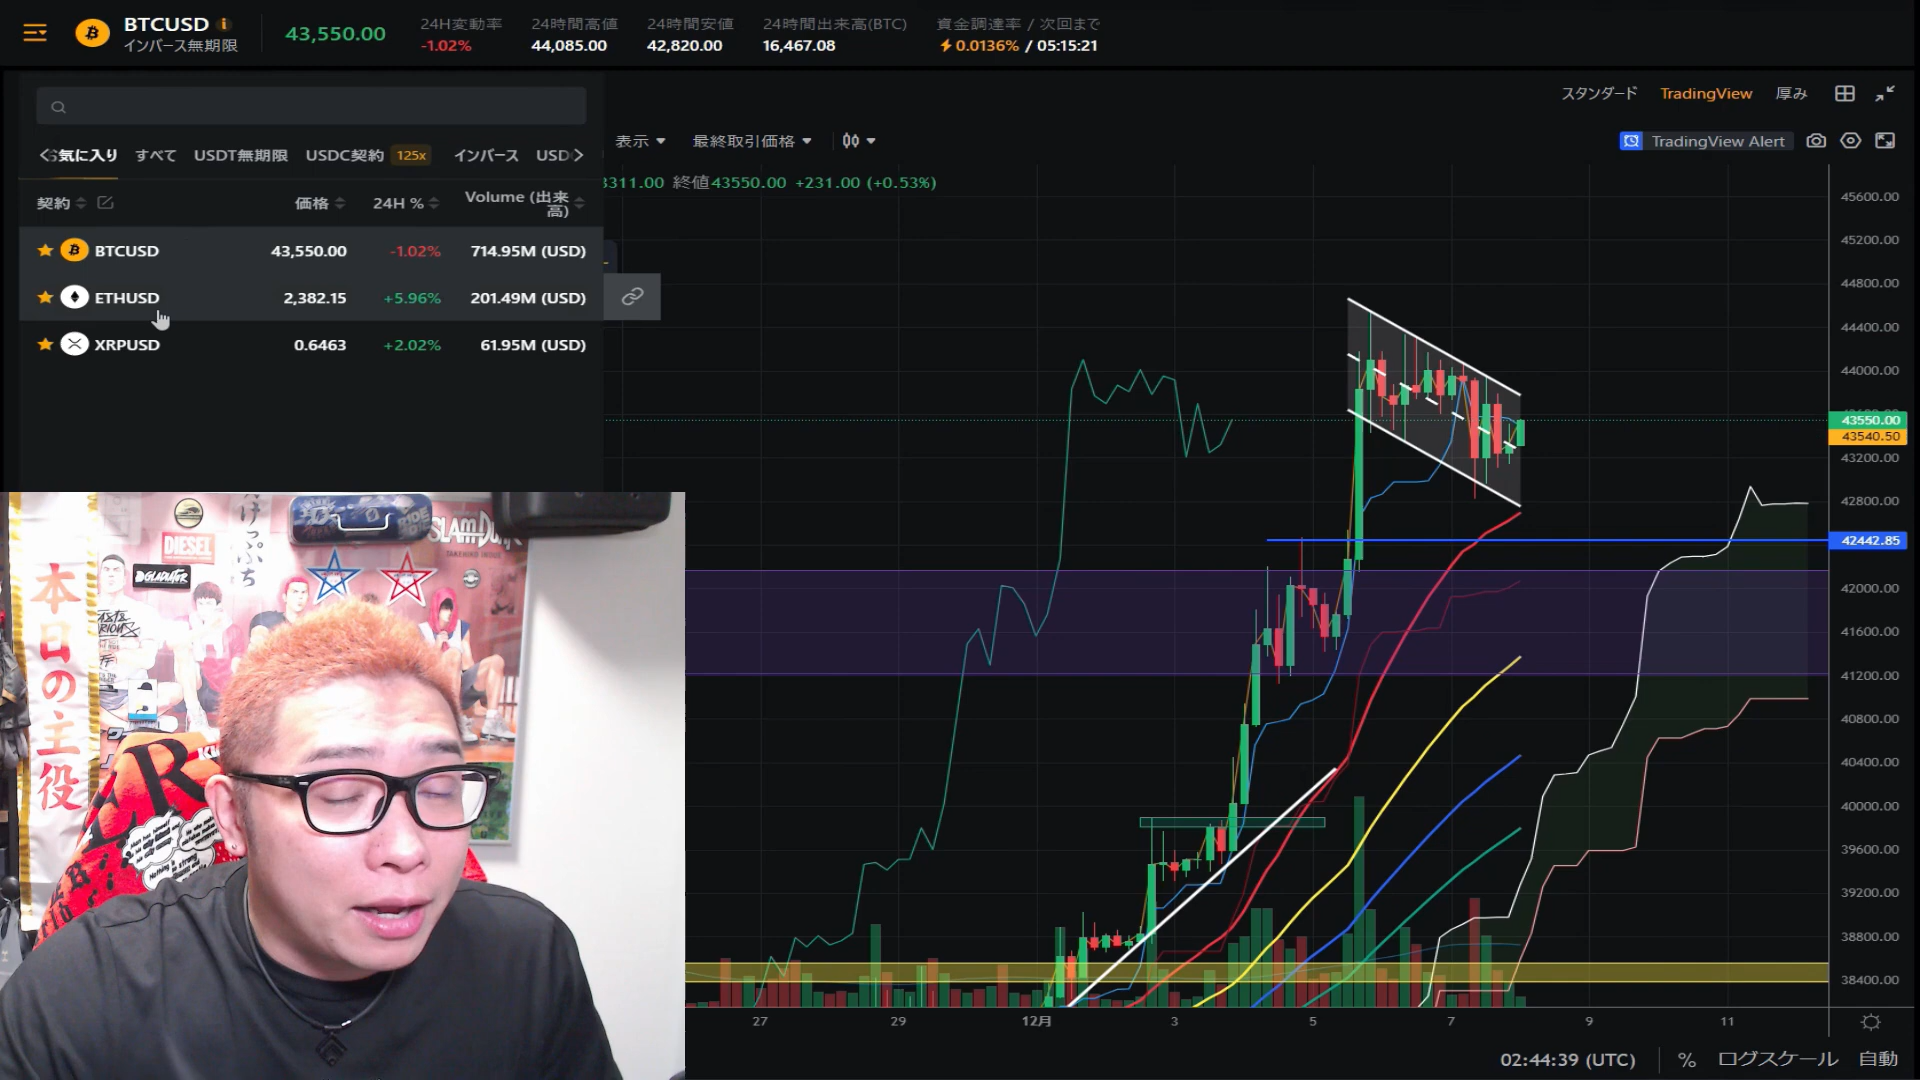 BTCUSD
インバース無期限
43,550.00
24H変動率
-1.02%
24時間高値
44,085.00
24時間安値
42,820.00
24時間出来高(BTC)
16,467.08
資金調達率 / 次回まで
0.0136% / 05:15:21
スタンダード TradingView 厚み
表示 最終取引価格
TradingView Alert
気に入り すべて USDT無期限 USDC契約 125x インバース USD
3311.00 終値43550.00 +231.00 (+0.53%)
契約 価格 24H % Volume (出来高)
BTCUSD 43,550.00 -1.02% 714.95M (USD)
ETHUSD 2,382.15 +5.96% 201.49M (USD)
XRPUSD 0.6463 +2.02% 61.95M (USD)
45600.00
45200.00
44800.00
44400.00
44000.00
43550.00
43540.50
43200.00
42800.00
42442.85
42000.00
41600.00
41200.00
40800.00
40400.00
40000.00
39600.00
39200.00
38800.00
38400.00
27 29 12月 3 5 7 9 11
02:44:39 (UTC) % ログスケール 自動
本日の主役
DIESEL
GLADIATOR
SLAM DUNK
けっぷち
RIDE